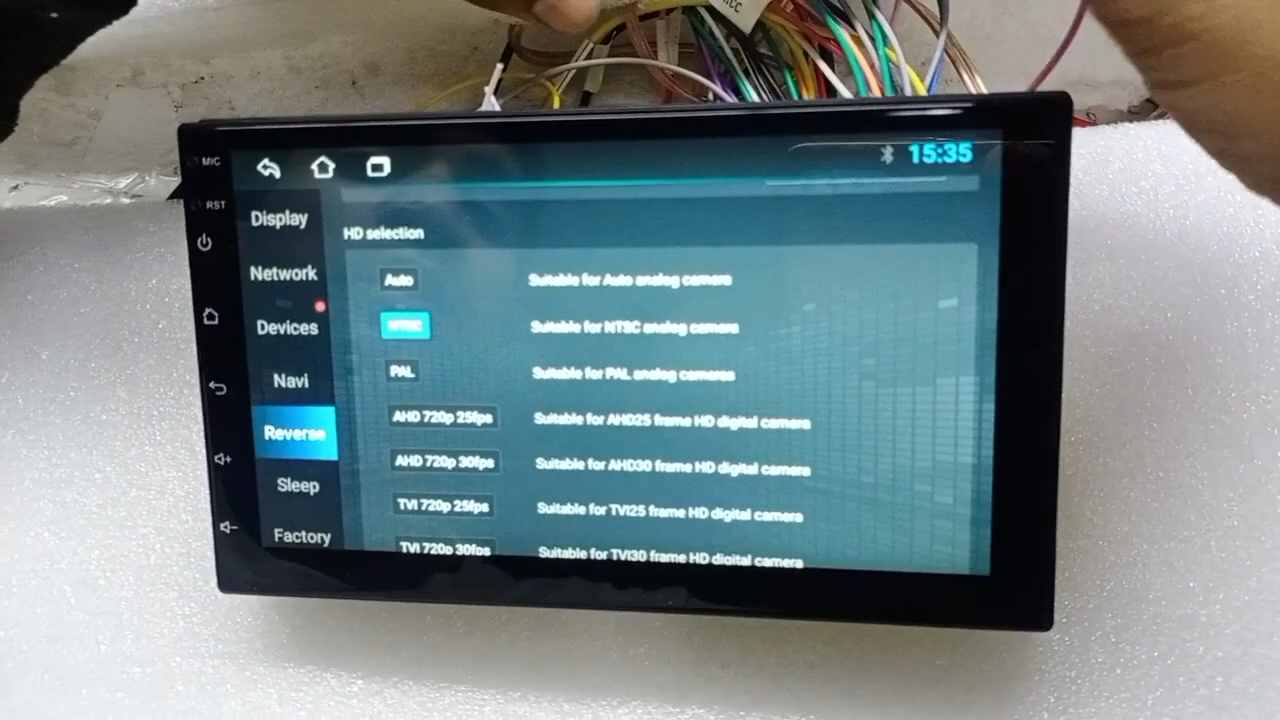 MIC
RST
15:35
Display
Network
Devices
Navi
Reverse
Sleep
Factory
HD selection
Auto Suitable for Auto analog camera
NTSC Suitable for NTSC analog camera
PAL Suitable for PAL analog cameras
AHD 720p 25fps Suitable for AHD25 frame HD digital camera
AHD 720p 30fps Suitable for AHD30 frame HD digital camera
TVI 720p 25fps Suitable for TVI25 frame HD digital camera
TVI 720p 30fps Suitable for TVI30 frame HD digital camera